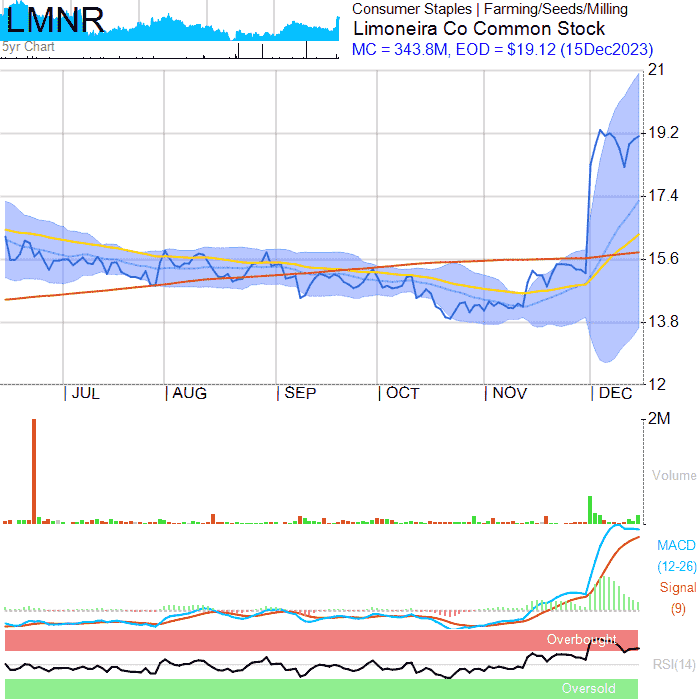 LMNR
5yr Chart
Consumer Staples | Farming/Seeds/Milling
Limoneira Co Common Stock
MC = 343.8M, EOD = $19.12 (15Dec2023)
21
19.2
17.4
15.6
13.8
12
JUL
AUG
SEP
OCT
NOV
DEC
2M
Volume
MACD
(12-26)
Signal
(9)
Overbought
RSI(14)
Oversold